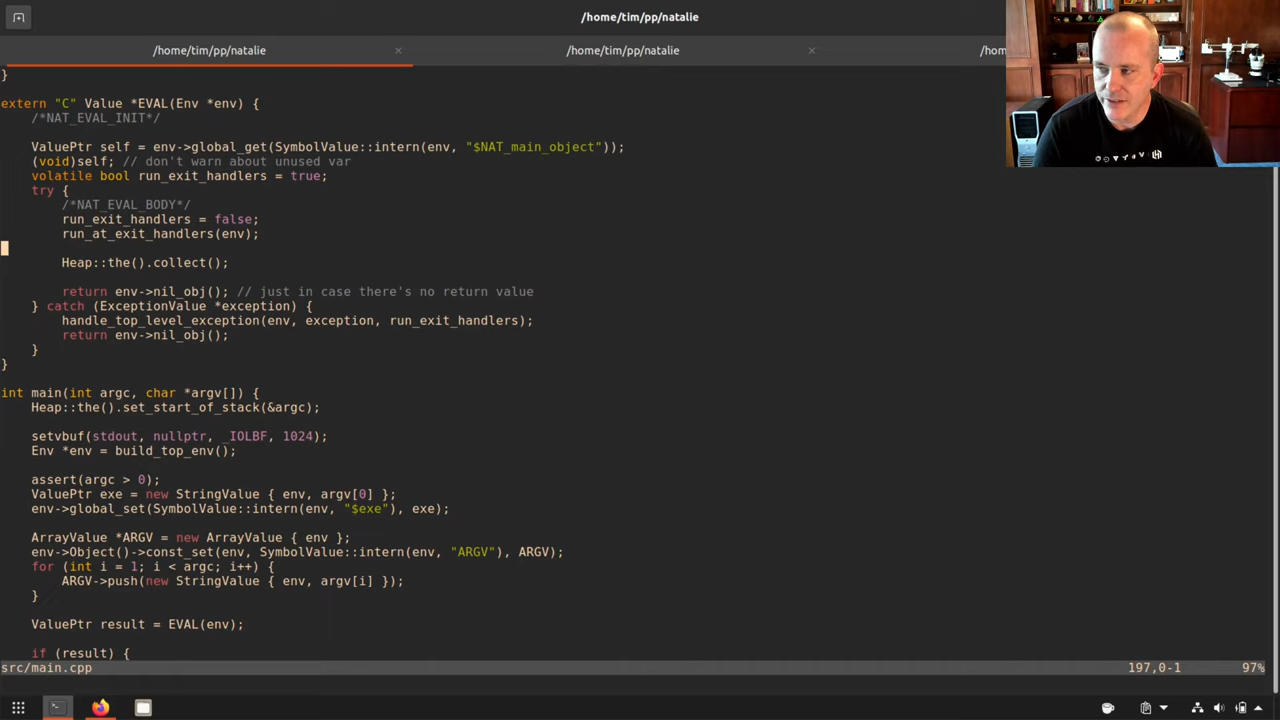 /home/tim/pp/natalie
/home/tim/pp/natalie × /home/tim/pp/natalie × /hom
}
extern "C" Value *EVAL(Env *env) {
    /*NAT_EVAL_INIT*/
    ValuePtr self = env->global_get(SymbolValue::intern(env, "$NAT_main_object"));
    (void)self; // don't warn about unused var
    volatile bool run_exit_handlers = true;
    try {
        /*NAT_EVAL_BODY*/
        run_exit_handlers = false;
        run_at_exit_handlers(env);
        Heap::the().collect();
        return env->nil_obj(); // just in case there's no return value
    } catch (ExceptionValue *exception) {
        handle_top_level_exception(env, exception, run_exit_handlers);
        return env->nil_obj();
    }
}
int main(int argc, char *argv[]) {
    Heap::the().set_start_of_stack(&argc);
    setvbuf(stdout, nullptr, _IOLBF, 1024);
    Env *env = build_top_env();
    assert(argc > 0);
    ValuePtr exe = new StringValue { env, argv[0] };
    env->global_set(SymbolValue::intern(env, "$exe"), exe);
    ArrayValue *ARGV = new ArrayValue { env };
    env->Object()->const_set(env, SymbolValue::intern(env, "ARGV"), ARGV);
    for (int i = 1; i < argc; i++) {
        ARGV->push(new StringValue { env, argv[i] });
    }
    ValuePtr result = EVAL(env);
    if (result) {
src/main.cpp 197,0-1 97%